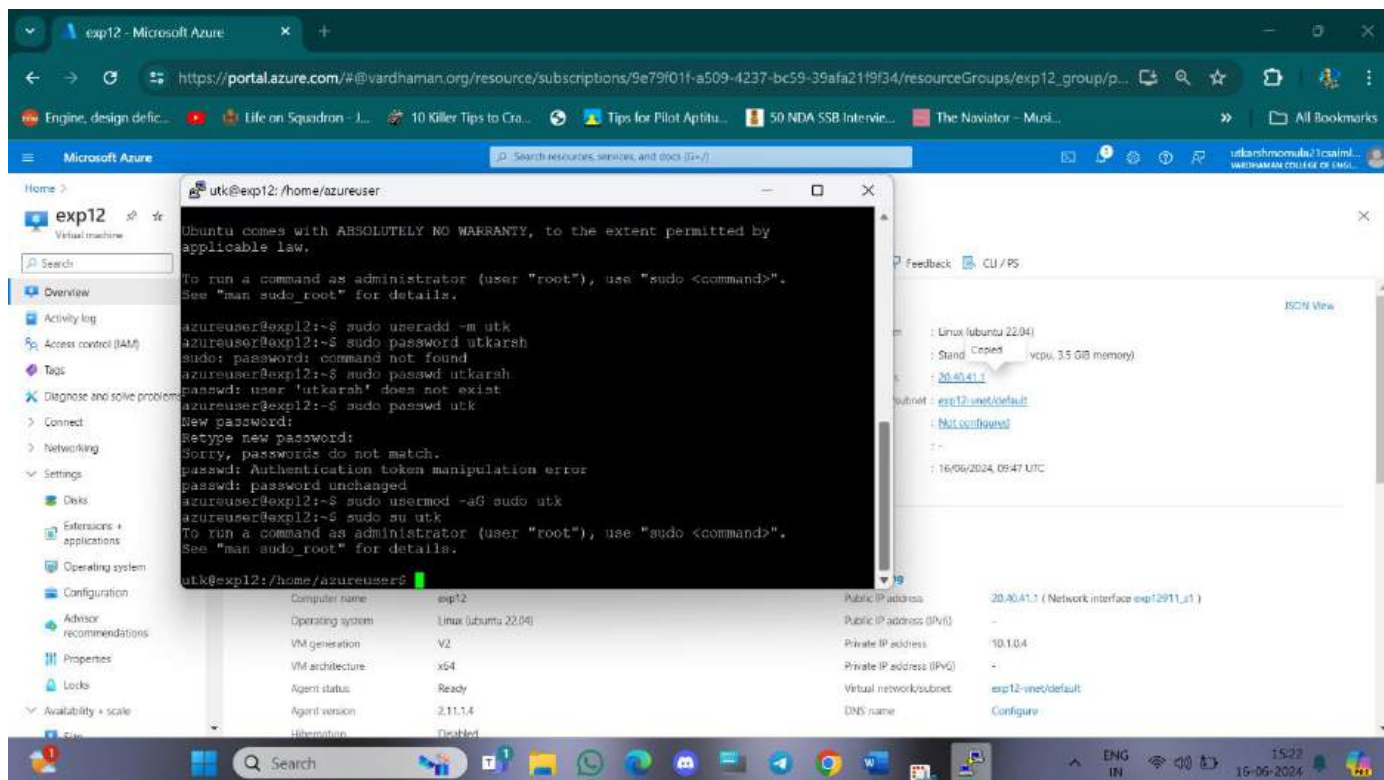 exp12 - Microsoft Azure
https://portal.azure.com/#@vardhaman.org/resource/subscriptions/9e79f01f-a509-4237-bc59-39afa21f9f34/resourceGroups/exp12_group/p...
Engine, design defic...
Life on Squadron - J...
10 Killer Tips to Cra...
Tips for Pilot Aptitu...
50 NDA SSB Intervie...
The Naviator – Musi...
»
All Bookmarks
Microsoft Azure
Search resources, services, and docs (G+/)
utkarshmomula21csaiml...
VARDHAMAN COLLEGE OF ENGI...
Home >
exp12
Virtual machine
Search
Overview
Activity log
Access control (IAM)
Tags
Diagnose and solve problems
Connect
Networking
Settings
Disks
Extensions +
applications
Operating system
Configuration
Advisor
recommendations
Properties
Locks
Availability + scale
utk@exp12: /home/azureuser
Ubuntu comes with ABSOLUTELY NO WARRANTY, to the extent permitted by
applicable law.
To run a command as administrator (user "root"), use "sudo <command>".
See "man sudo_root" for details.
azureuser@exp12:~$ sudo useradd -m utk
azureuser@exp12:~$ sudo password utkarsh
sudo: password: command not found
azureuser@exp12:~$ sudo passwd utkarsh
passwd: user 'utkarsh' does not exist
azureuser@exp12:~$ sudo passwd utk
New password:
Retype new password:
Sorry, passwords do not match.
passwd: Authentication token manipulation error
passwd: password unchanged
azureuser@exp12:~$ sudo usermod -aG sudo utk
azureuser@exp12:~$ sudo su utk
To run a command as administrator (user "root"), use "sudo <command>".
See "man sudo_root" for details.
utk@exp12:/home/azureuser$
Feedback
CLI / PS
JSON View
: Linux (ubuntu 22.04)
: Stand
Copied
vcpu, 3.5 GiB memory)
: 20.40.41.1
subnet : exp12-vnet/default
: Not configured
: -
: 16/06/2024, 09:47 UTC
Computer name exp12
Operating system Linux (ubuntu 22.04)
VM generation V2
VM architecture x64
Agent status Ready
Agent version 2.11.1.4
Hibernation Disabled
Public IP address 20.40.41.1 ( Network interface exp12911_z1 )
Public IP address (IPv6) -
Private IP address 10.1.0.4
Private IP address (IPv6) -
Virtual network/subnet exp12-vnet/default
DNS name Configure
Search
ENG
IN
15:22
16-06-2024